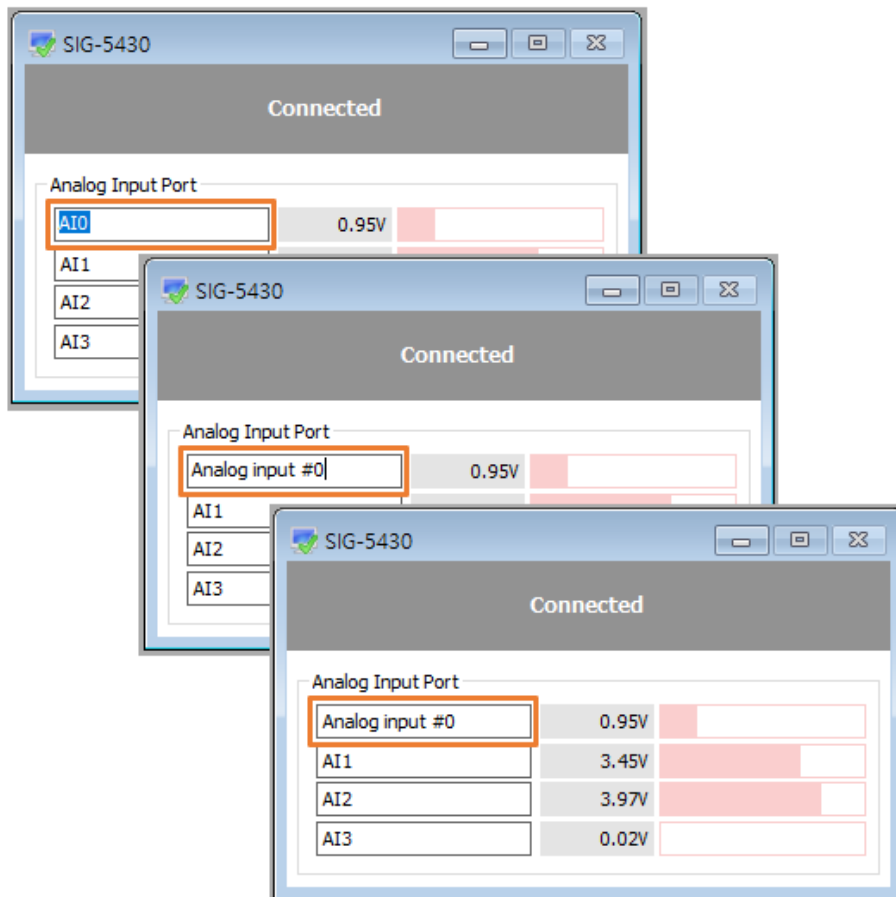 SIG-5430
Connected
Analog Input Port
AI0 0.95V
AI1
AI2
AI3
SIG-5430
Connected
Analog Input Port
Analog input #0 0.95V
AI1
AI2
AI3
SIG-5430
Connected
Analog Input Port
Analog input #0 0.95V
AI1 3.45V
AI2 3.97V
AI3 0.02V